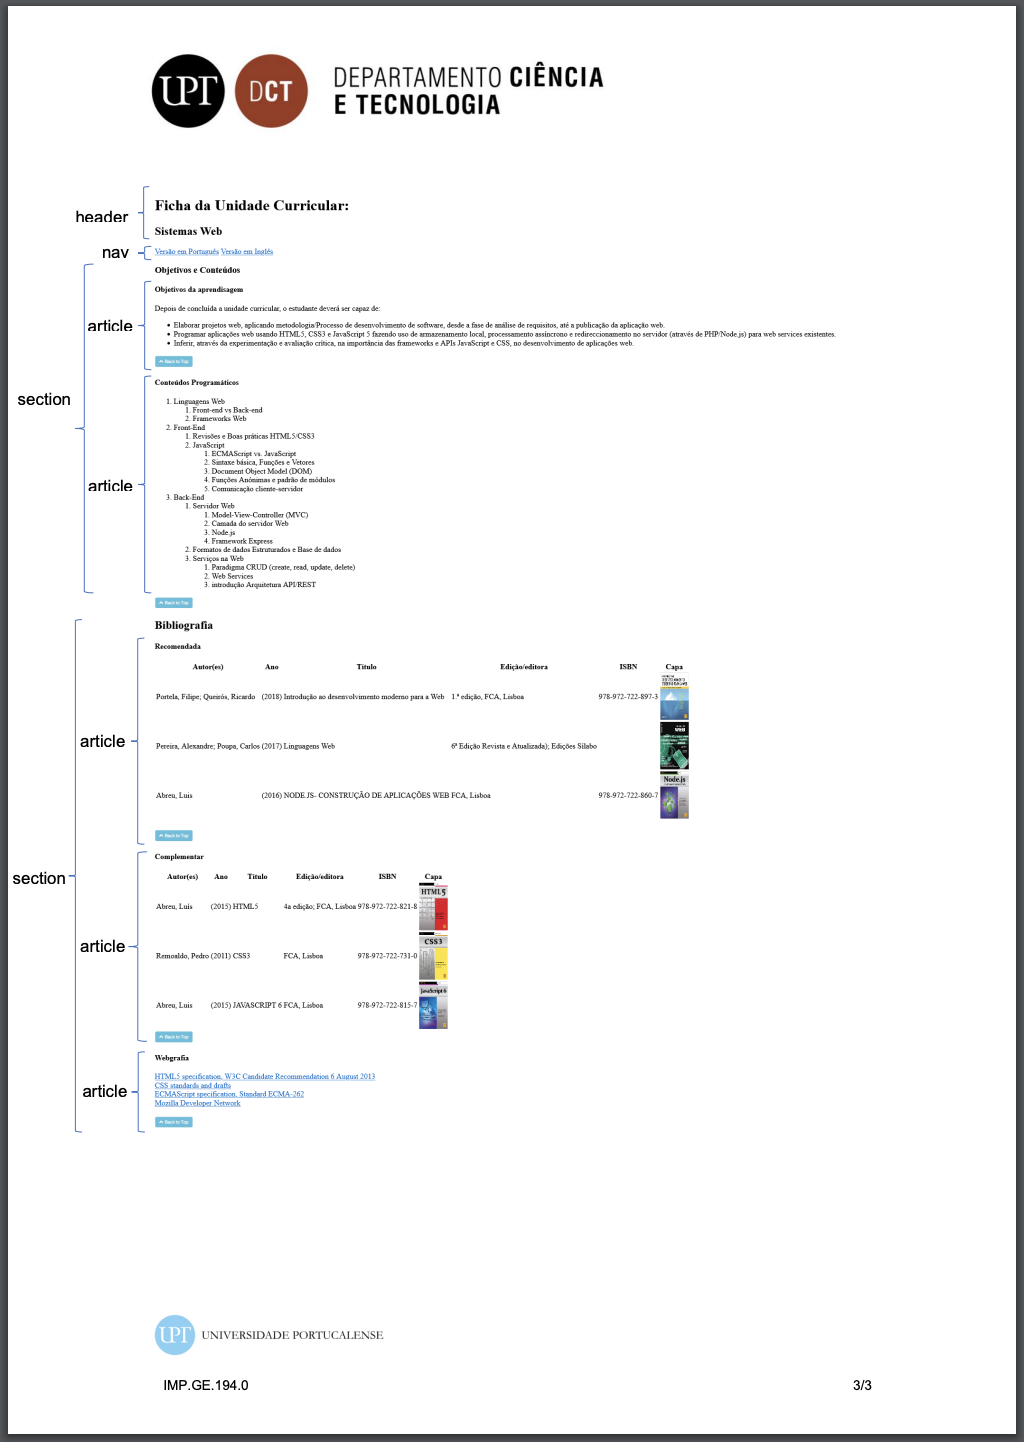 UPT DCT DEPARTAMENTO CIÊNCIA
E TECNOLOGIA
header
Ficha da Unidade Curricular:
Sistemas Web
nav
Versão em Português Versão em Inglês
section
Objetivos e Conteúdos
article
Objetivos da aprendisagem
Depois de concluída a unidade curricular, o estudante deverá ser capaz de:
• Elaborar projetos web, aplicando metodologia/Processo de desenvolvimento de software, desde a fase de análise de requisitos, até a publicação da aplicação web.
• Programar aplicações web usando HTML5, CSS3 e JavaScript 5 fazendo uso de armazenamento local, processamento assíncrono e redireccionamento no servidor (através de PHP/Node.js) para web services existentes.
• Inferir, através da experimentação e avaliação crítica, na importância das frameworks e APIs JavaScript e CSS, no desenvolvimento de aplicações web.
Back to Top
article
Conteúdos Programáticos
1. Linguagens Web
1. Front-end vs Back-end
2. Frameworks Web
2. Front-End
1. Revisões e Boas práticas HTML5/CSS3
2. JavaScript
1. ECMAScript vs. JavaScript
2. Sintaxe básica, Funções e Vetores
3. Document Object Model (DOM)
4. Funções Anónimas e padrão de módulos
5. Comunicação cliente-servidor
3. Back-End
1. Servidor Web
1. Model-View-Controller (MVC)
2. Camada do servidor Web
3. Node.js
4. Framework Express
2. Formatos de dados Estruturados e Base de dados
3. Serviços na Web
1. Paradigma CRUD (create, read, update, delete)
2. Web Services
3. introdução Arquitetura API/REST
Back to Top
section
Bibliografia
article
Recomendada
Autor(es) Ano Título Edição/editora ISBN Capa
Portela, Filipe; Queirós, Ricardo (2018) Introdução ao desenvolvimento moderno para a Web 1.ª edição, FCA, Lisboa 978-972-722-897-3
Pereira, Alexandre; Poupa, Carlos (2017) Linguagens Web 6ª Edição Revista e Atualizada); Edições Sílabo
WEB
Abreu, Luis (2016) NODE.JS- CONSTRUÇÃO DE APLICAÇÕES WEB FCA, Lisboa 978-972-722-860-7
Node.js
Back to Top
article
Complementar
Autor(es) Ano Título Edição/editora ISBN Capa
Abreu, Luis (2015) HTML5 4a edição; FCA, Lisboa 978-972-722-821-8
HTML5
Remoaldo, Pedro (2011) CSS3 FCA, Lisboa 978-972-722-731-0
CSS3
Abreu, Luis (2015) JAVASCRIPT 6 FCA, Lisboa 978-972-722-815-7
JavaScript 6
Back to Top
article
Webgrafia
HTML5 specification, W3C Candidate Recommendation 6 August 2013
CSS standards and drafts
ECMAScript specification, Standard ECMA-262
Mozilla Developer Network
Back to Top
UPT UNIVERSIDADE PORTUCALENSE
IMP.GE.194.0 3/3